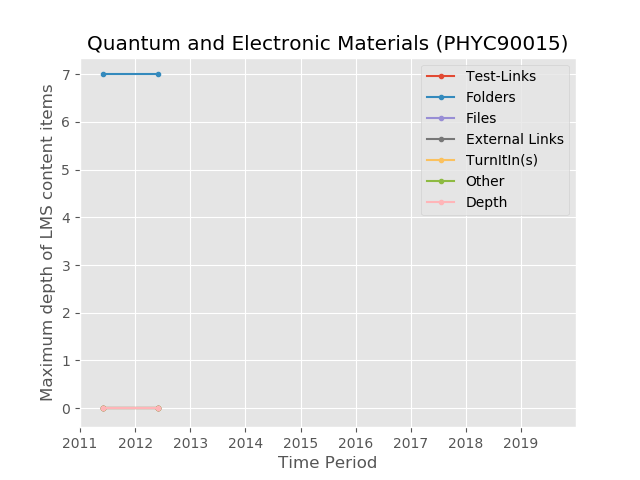 Quantum and Electronic Materials (PHYC90015)
Maximum depth of LMS content items
7
6
5
4
3
2
1
0
Test-Links
Folders
Files
External Links
TurnItIn(s)
Other
Depth
2011 2012 2013 2014 2015 2016 2017 2018 2019
Time Period